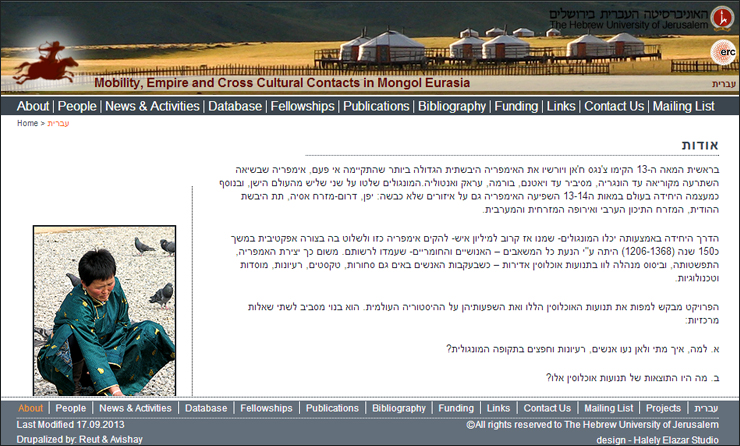 האוניברסיטה העברית בירושלים
The Hebrew University of Jerusalem
erc
Mobility, Empire and Cross Cultural Contacts in Mongol Eurasia
עברית
About | People | News & Activities | Database | Fellowships | Publications | Bibliography | Funding | Links | Contact Us | Mailing List
Home > עברית
אודות
בראשית המאה ה-13 הקימו צ'נגס ח'אן ויורשיו את האימפריה היבשתית הגדולה ביותר שהתקיימה אי פעם, אימפריה שבשיאה
השתרעה מקוריאה עד הונגריה, מסיביר עד ויאטנם, בורמה, עראק ואנטוליה.המונגולים שלטו על שני שליש מהעולם הישן, ובנוסף
כמעצמה היחידה בעולם במאות ה-13-14 השפיעה האימפריה גם על איזורים שלא כבשה: יפן, דרום-מזרח אסיה, תת היבשת
ההודית, המזרח התיכון הערבי ואירופה המזרחית והמערבית.
הדרך היחידה באמצעותה יכלו המונגולים- שמנו אז קרוב למיליון איש- להקים אימפריה כזו ולשלוט בה בצורה אפקטיבית במשך
כ150 שנה (1206-1368) היתה ע"י הנעת כל המשאבים – האנושיים והחומריים- שעמדו לרשותם. משום כך יצירת האימפריה,
התפשטותה, וביסוס מנהלה לוו בתנועות אוכלוסין אדירות – כשבעקבות האנשים באים גם סחורות, טקסטים, רעיונות, מוסדות
וטכנולוגיות.
הפרויקט מבקש למפות את תנועות האוכלוסין הללו ואת השפעותיהן על ההיסטוריה העולמית. הוא בנוי מסביב לשתי שאלות
מרכזיות:
א. למה, איך מתי ולאן נעו אנשים, רעיונות וחפצים בתקופה המונגולית?
ב. מה היו התוצאות של תנועות אוכלוסין אלו?
About | People | News & Activities | Database | Fellowships | Publications | Bibliography | Funding | Links | Contact Us | Mailing List | Projects | עברית
Last Modified 17.09.2013
©All rights reserved to The Hebrew University of Jerusalem
Drupalized by: Reut & Avishay
design - Halely Elazar Studio